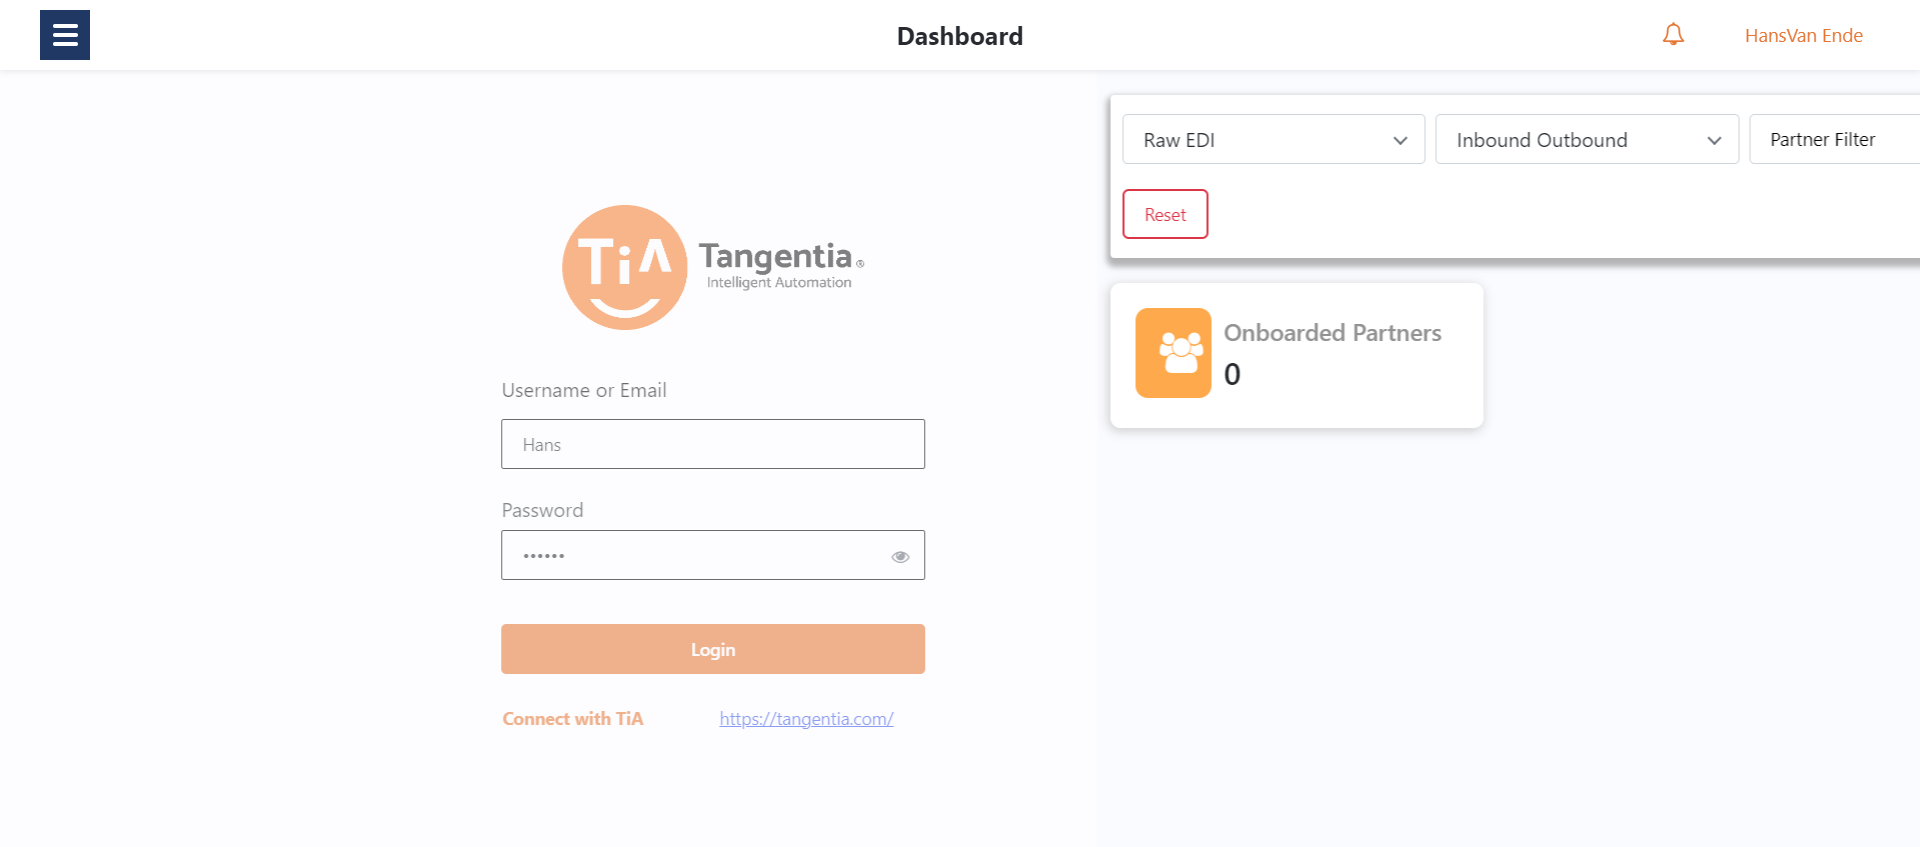 Dashboard
HansVan Ende
Raw EDI
Inbound Outbound
Partner Filter
Reset
TiA
Tangentia®
Intelligent Automation
Onboarded Partners
0
Username or Email
Hans
Password
••••••
Login
Connect with TiA
https://tangentia.com/